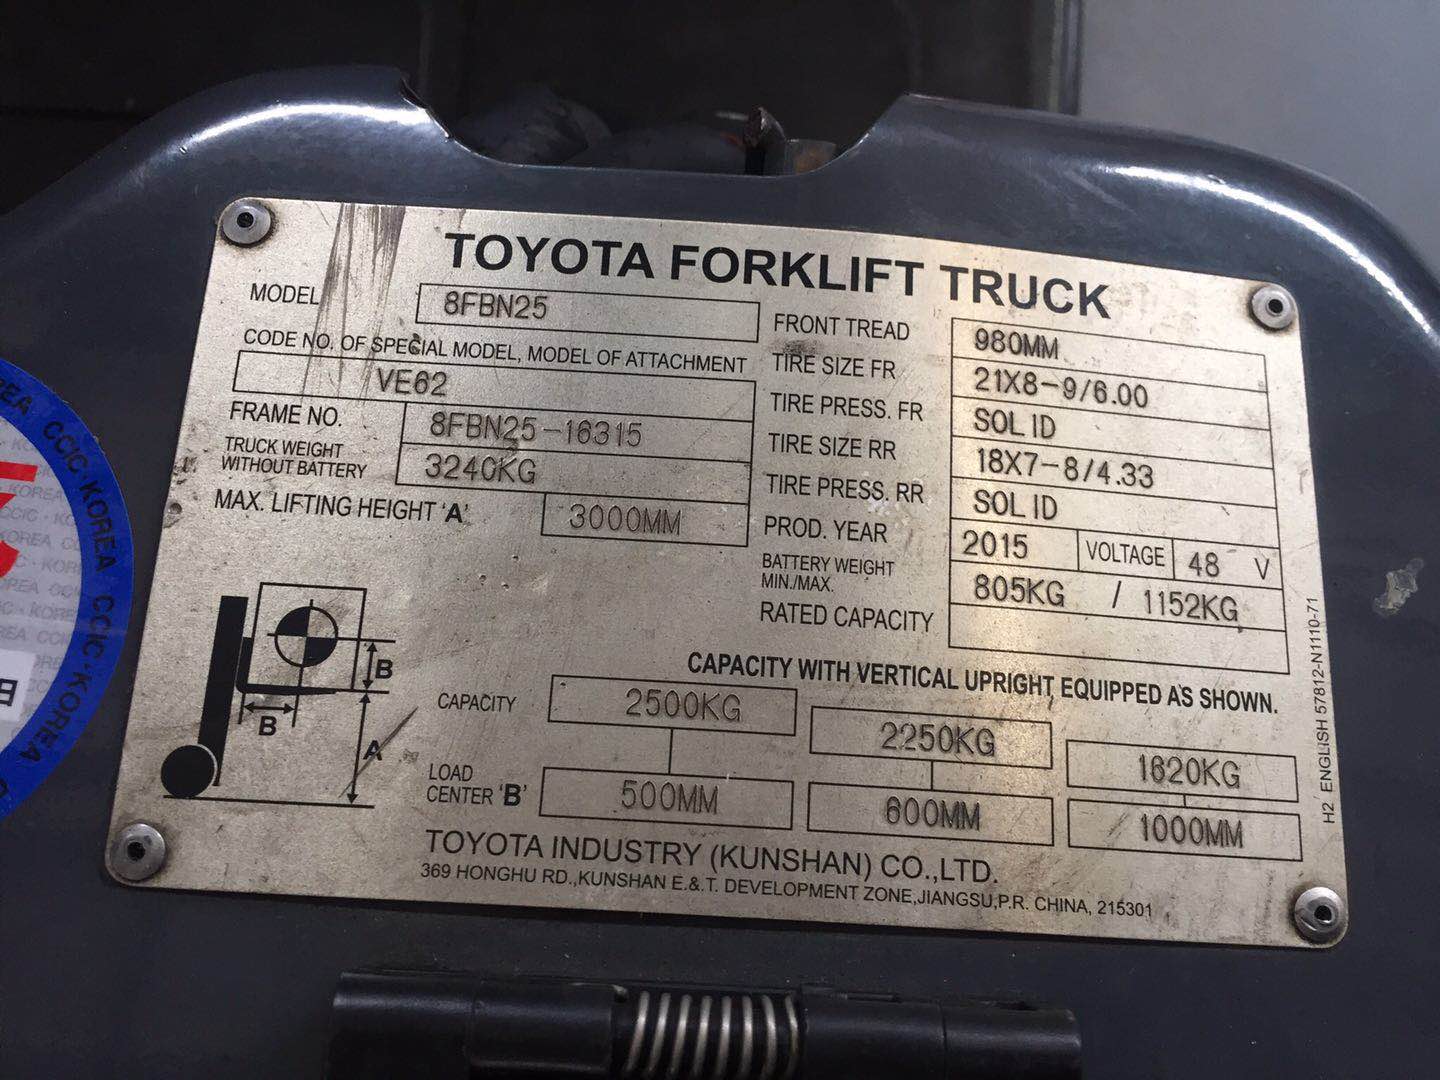 TOYOTA FORKLIFT TRUCK
MODEL 8FBN25
CODE NO. OF SPECIAL MODEL, MODEL OF ATTACHMENT
VE62
FRAME NO. 8FBN25-16315
TRUCK WEIGHT
WITHOUT BATTERY 3240KG
MAX. LIFTING HEIGHT 'A' 3000MM
FRONT TREAD 980MM
TIRE SIZE FR 21X8-9/6.00
TIRE PRESS. FR SOLID
TIRE SIZE RR 18X7-8/4.33
TIRE PRESS. RR SOLID
PROD. YEAR 2015 VOLTAGE 48 V
BATTERY WEIGHT
MIN./MAX. 805KG / 1152KG
RATED CAPACITY
B
B
A
CAPACITY WITH VERTICAL UPRIGHT EQUIPPED AS SHOWN.
CAPACITY 2500KG 2250KG 1620KG
LOAD
CENTER 'B' 500MM 600MM 1000MM
TOYOTA INDUSTRY (KUNSHAN) CO.,LTD.
369 HONGHU RD.,KUNSHAN E.&.T. DEVELOPMENT ZONE,JIANGSU,P.R. CHINA, 215301
H2 ENGLISH 57812-N1110-71
CCIC·KOREA CCIC·KOREA